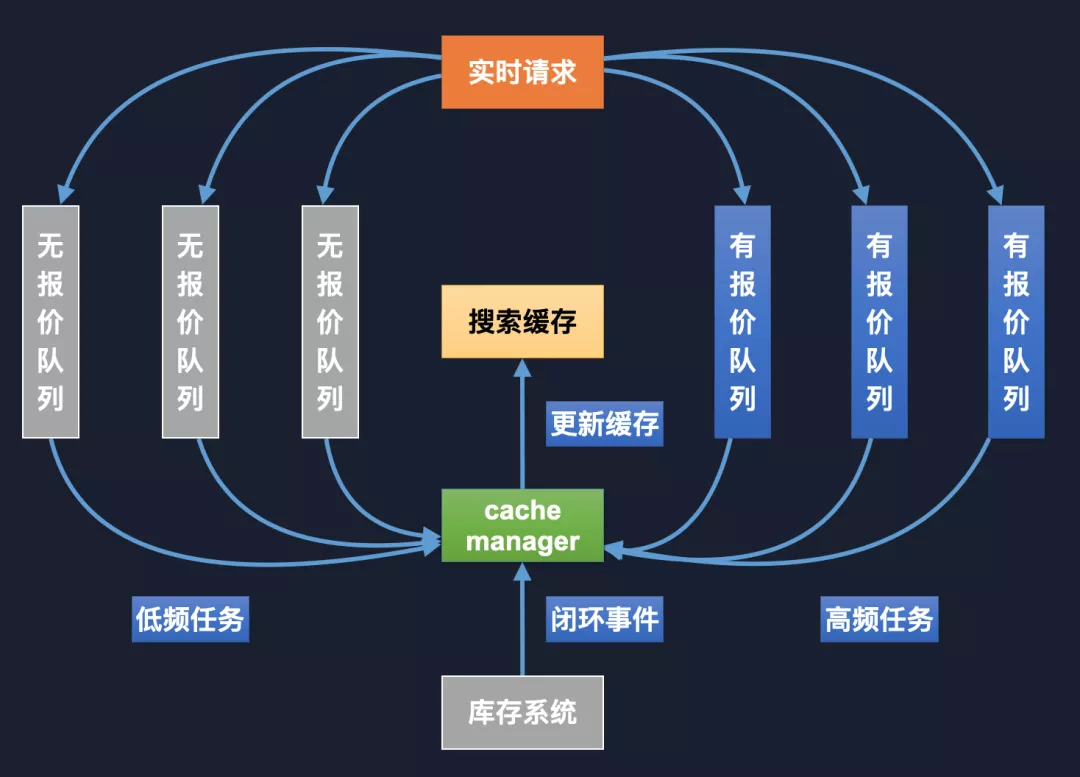 实时请求
无报价队列
无报价队列
无报价队列
有报价队列
有报价队列
有报价队列
搜索缓存
更新缓存
cache
manager
低频任务
闭环事件
高频任务
库存系统